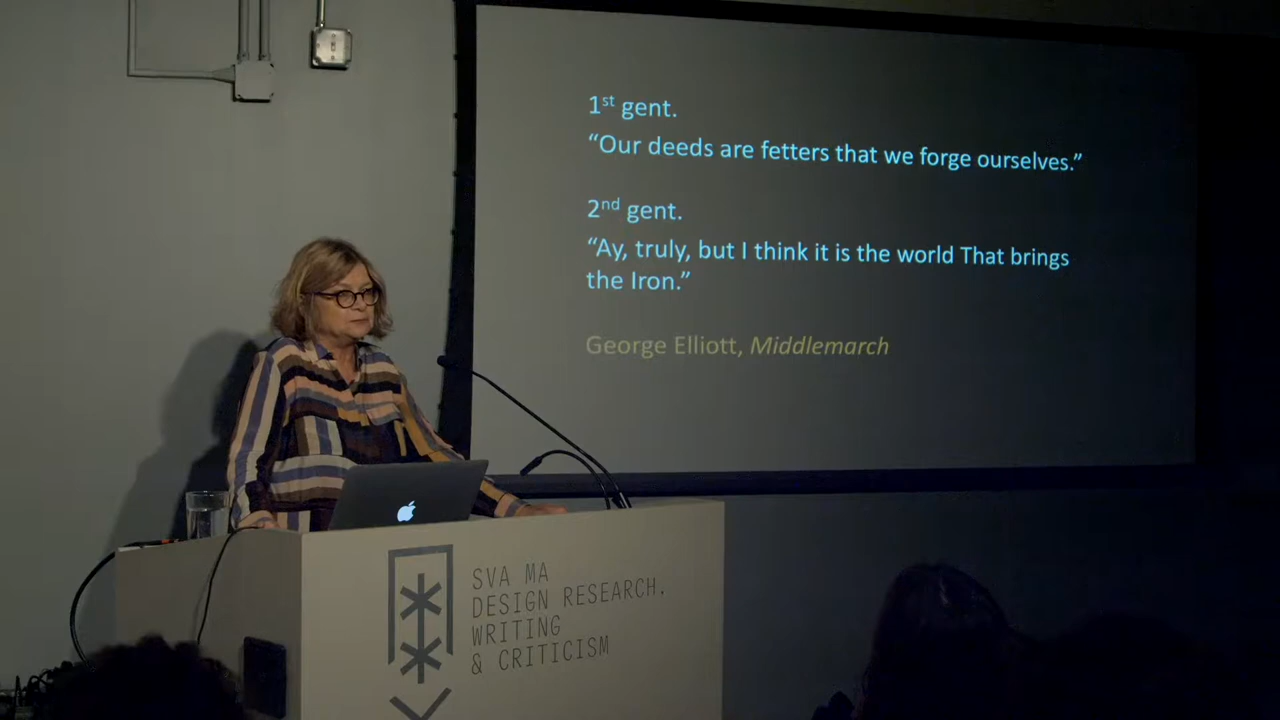 1st gent.
“Our deeds are fetters that we forge ourselves.”
2nd gent.
“Ay, truly, but I think it is the world That brings
the Iron.”
George Elliott, Middlemarch
SVA MA
DESIGN RESEARCH.
WRITING
& CRITICISM